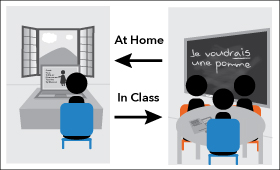 At Home
In Class
Je voudrais
une pomme